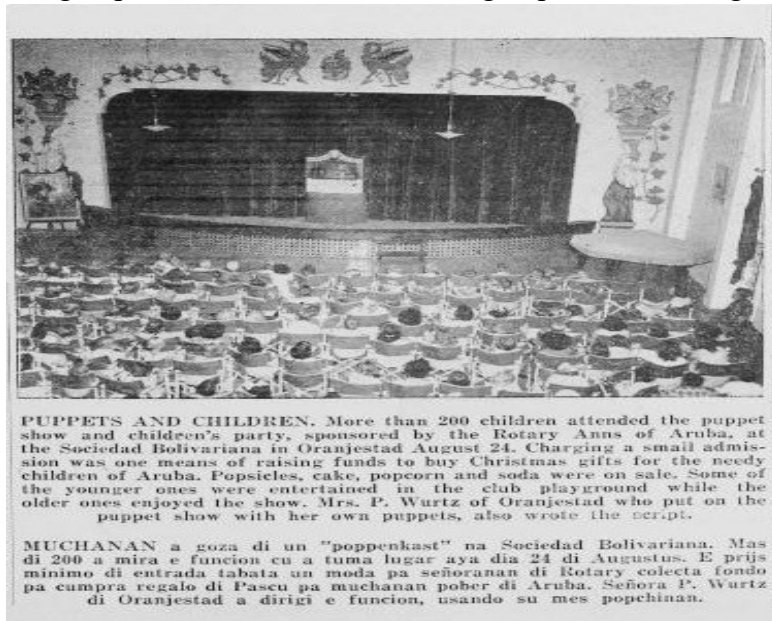 PUPPETS AND CHILDREN. More than 200 children attended the puppet
show and children's party, sponsored by the Rotary Anns of Aruba, at
the Sociedad Bolivariana in Oranjestad August 24. Charging a small admis-
sion was one means of raising funds to buy Christmas gifts for the needy
children of Aruba. Popsicles, cake, popcorn and soda were on sale. Some of
the younger ones were entertained in the club playground while the
older ones enjoyed the show. Mrs. P. Wurtz of Oranjestad who put on the
puppet show with her own puppets, also wrote the script.
MUCHANAN a goza di un "poppenkast" na Sociedad Bolivariana. Mas
di 200 a mira e funcion cu a tuma lugar aya dia 24 di Augustus. E prijs
minimo di entrada tabata un moda pa señoranan di Rotary colecta fondo
pa cumpra regalo di Pascu pa muchanan pober di Aruba. Señora P. Wurtz
di Oranjestad a dirigi e funcion, usando su mes popchinan.